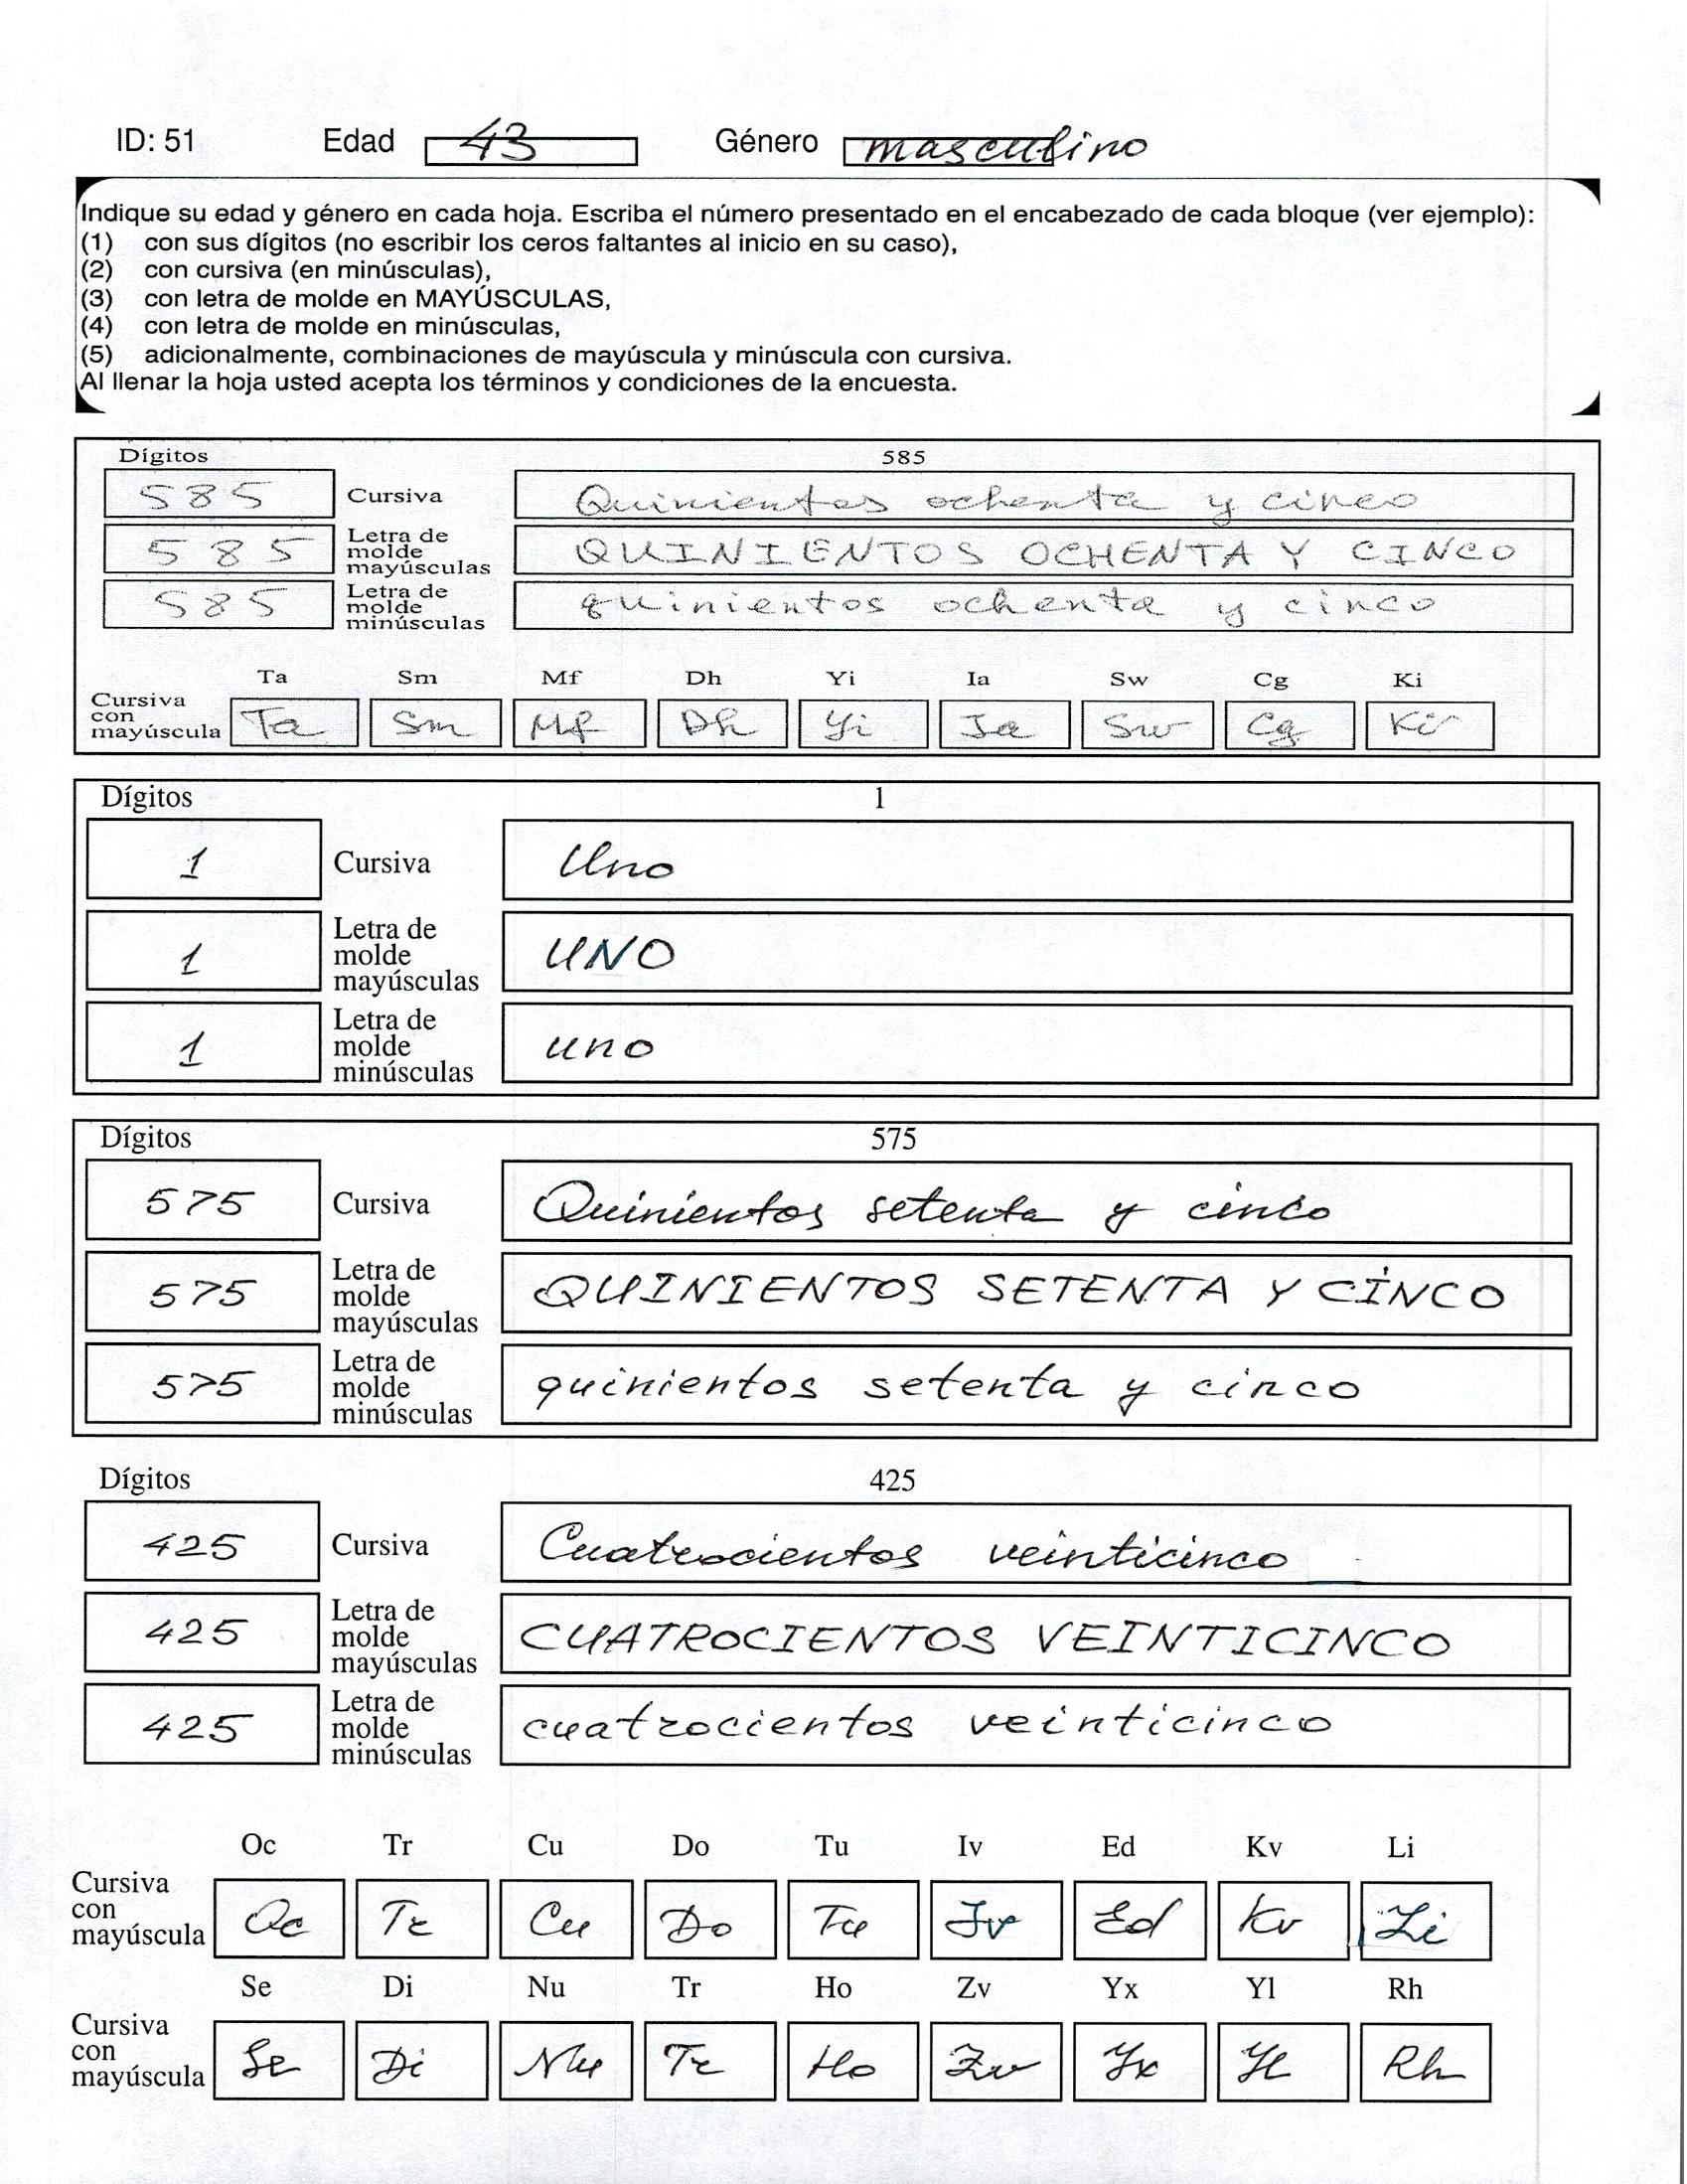 ID: 51 Edad 43 Género masculino
Indique su edad y género en cada hoja. Escriba el número presentado en el encabezado de cada bloque (ver ejemplo):
(1) con sus dígitos (no escribir los ceros faltantes al inicio en su caso),
(2) con cursiva (en minúsculas),
(3) con letra de molde en MAYÚSCULAS,
(4) con letra de molde en minúsculas,
(5) adicionalmente, combinaciones de mayúscula y minúscula con cursiva.
Al llenar la hoja usted acepta los términos y condiciones de la encuesta.
Dígitos 585
585 Cursiva Quinientos ochenta y cinco
585 Letra de molde mayúsculas QUINIENTOS OCHENTA Y CINCO
585 Letra de molde minúsculas quinientos ochenta y cinco
Ta Sm Mf Dh Yi Ia Sw Cg Ki
Cursiva con mayúscula Ta Sm Mf Dh Yi Ia Sw Cg Ki
Dígitos 1
1 Cursiva Uno
1 Letra de molde mayúsculas UNO
1 Letra de molde minúsculas uno
Dígitos 575
575 Cursiva Quinientos setenta y cinco
575 Letra de molde mayúsculas QUINIENTOS SETENTA Y CINCO
575 Letra de molde minúsculas quinientos setenta y cinco
Dígitos 425
425 Cursiva Cuatrocientos veinticinco
425 Letra de molde mayúsculas CUATROCIENTOS VEINTICINCO
425 Letra de molde minúsculas cuatrocientos veinticinco
Oc Tr Cu Do Tu Iv Ed Kv Li
Cursiva con mayúscula Oc Tr Cu Do Tu Iv Ed Kv Li
Se Di Nu Tr Ho Zv Yx Yl Rh
Cursiva con mayúscula Se Di Nu Tr Ho Zv Yx Yl Rh